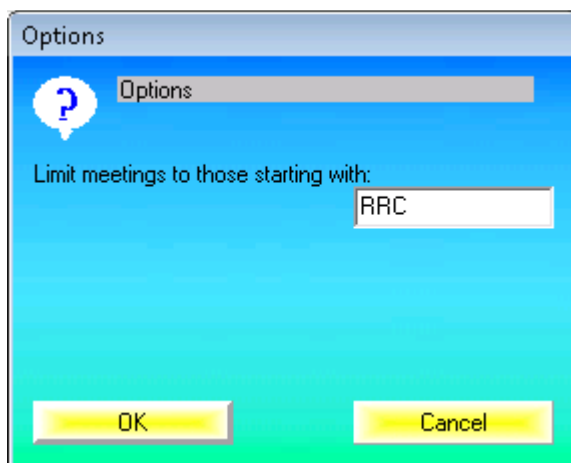 Options
?
Options
Limit meetings to those starting with:
RRC
OK
Cancel